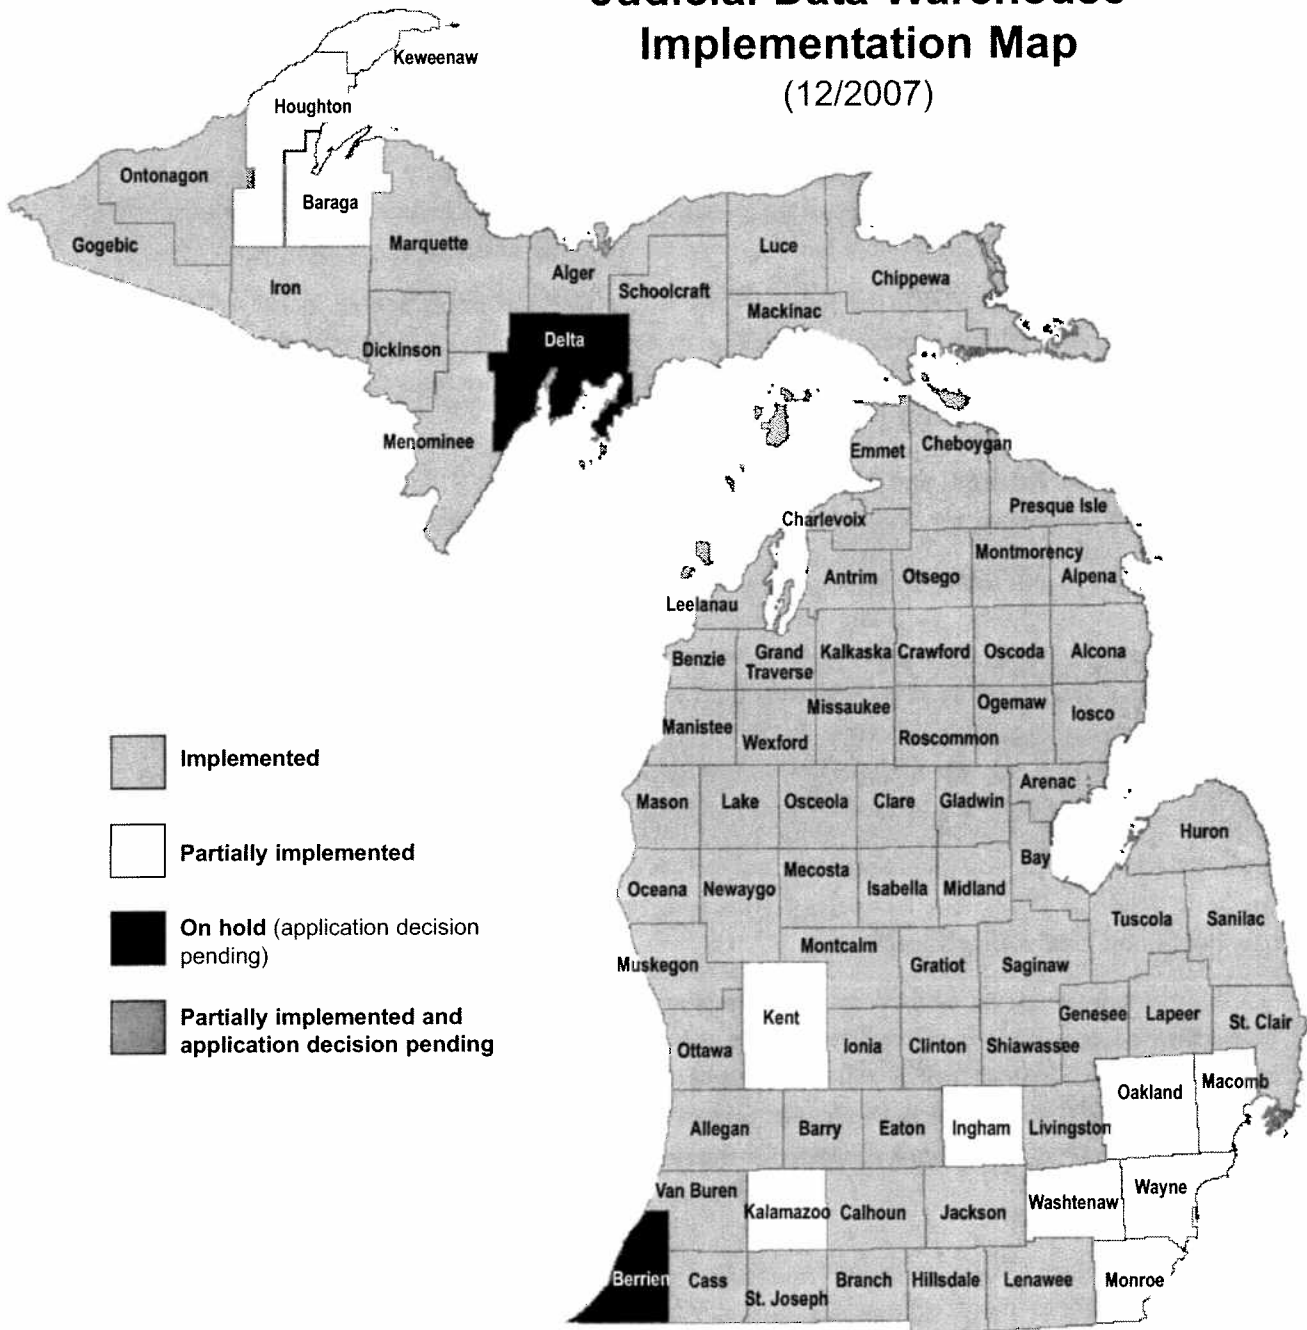 Judicial Data Warehouse
Implementation Map
(12/2007)
Keweenaw
Houghton
Ontonagon
Baraga
Gogebic
Marquette
Iron
Alger
Schoolcraft
Luce
Chippewa
Mackinac
Dickinson
Delta
Menominee
Emmet
Cheboygan
Presque Isle
Charlevoix
Montmorency
Antrim
Otsego
Alpena
Leelanau
Benzie
Grand
Traverse
Kalkaska
Crawford
Oscoda
Alcona
Manistee
Wexford
Missaukee
Roscommon
Ogemaw
Iosco
Implemented
Partially implemented
On hold (application decision
pending)
Partially implemented and
application decision pending
Mason
Lake
Osceola
Clare
Gladwin
Arenac
Huron
Bay
Oceana
Newaygo
Mecosta
Isabella
Midland
Tuscola
Sanilac
Muskegon
Montcalm
Gratiot
Saginaw
Kent
Genesee
Lapeer
St. Clair
Ottawa
Ionia
Clinton
Shiawassee
Oakland
Macomb
Allegan
Barry
Eaton
Ingham
Livingston
Van Buren
Kalamazoo
Calhoun
Jackson
Washtenaw
Wayne
Berrien
Cass
St. Joseph
Branch
Hillsdale
Lenawee
Monroe